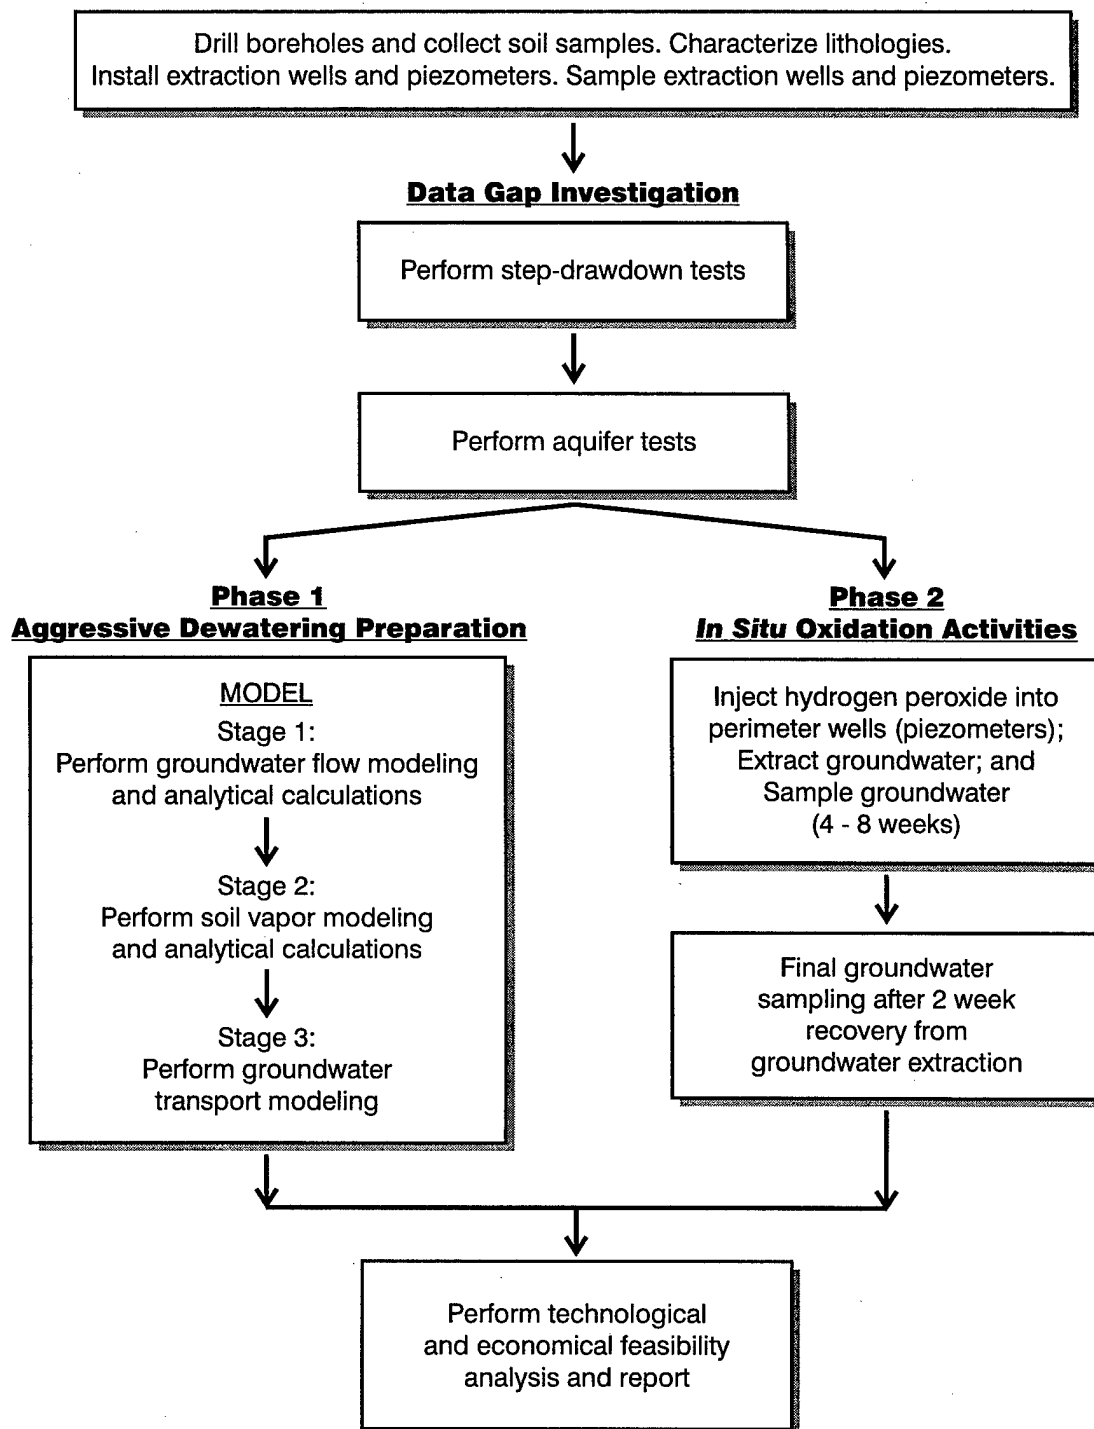 Drill boreholes and collect soil samples. Characterize lithologies.
Install extraction wells and piezometers. Sample extraction wells and piezometers.
Data Gap Investigation
Perform step-drawdown tests
Perform aquifer tests
Phase 1
Aggressive Dewatering Preparation
MODEL
Stage 1:
Perform groundwater flow modeling
and analytical calculations
Stage 2:
Perform soil vapor modeling
and analytical calculations
Stage 3:
Perform groundwater
transport modeling
Phase 2
In Situ Oxidation Activities
Inject hydrogen peroxide into
perimeter wells (piezometers);
Extract groundwater; and
Sample groundwater
(4 - 8 weeks)
Final groundwater
sampling after 2 week
recovery from
groundwater extraction
Perform technological
and economical feasibility
analysis and report